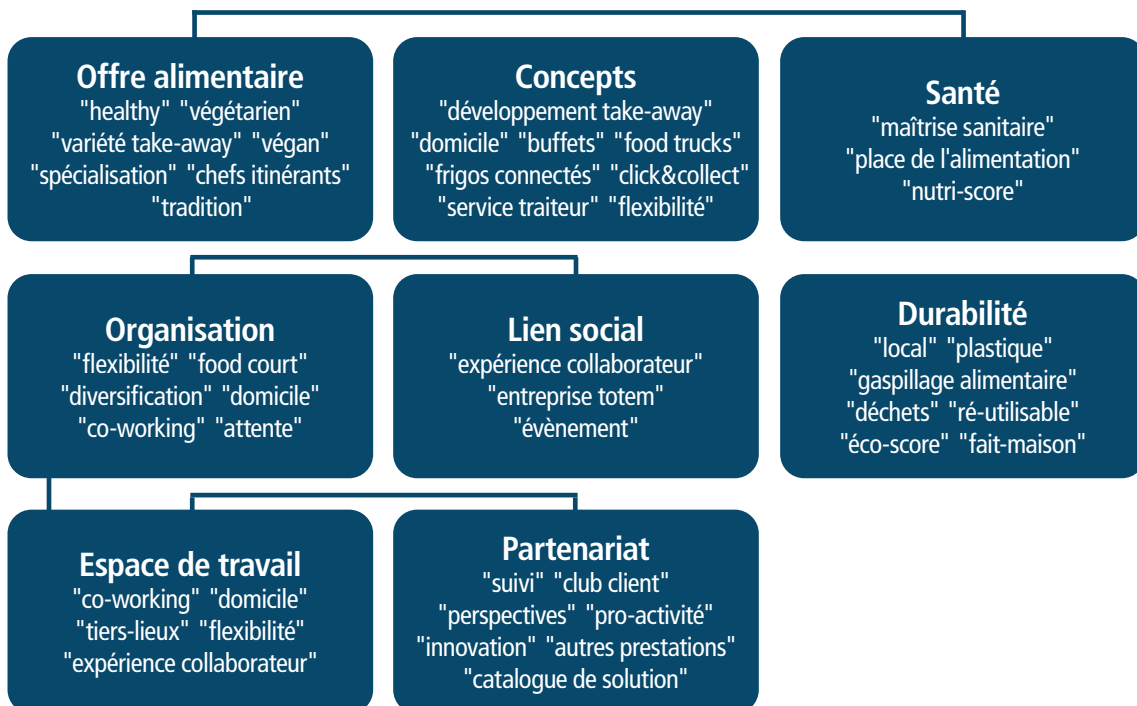 Offre alimentaire
"healthy" "végétarien"
"variété take-away" "végan"
"spécialisation" "chefs itinérants"
"tradition"
Concepts
"développement take-away"
"domicile" "buffets" "food trucks"
"frigos connectés" "click&collect"
"service traiteur" "flexibilité"
Santé
"maîtrise sanitaire"
"place de l'alimentation"
"nutri-score"
Organisation
"flexibilité" "food court"
"diversification" "domicile"
"co-working" "attente"
Lien social
"expérience collaborateur"
"entreprise totem"
"évènement"
Durabilité
"local" "plastique"
"gaspillage alimentaire"
"déchets" "ré-utilisable"
"éco-score" "fait-maison"
Espace de travail
"co-working" "domicile"
"tiers-lieux" "flexibilité"
"expérience collaborateur"
Partenariat
"suivi" "club client"
"perspectives" "pro-activité"
"innovation" "autres prestations"
"catalogue de solution"